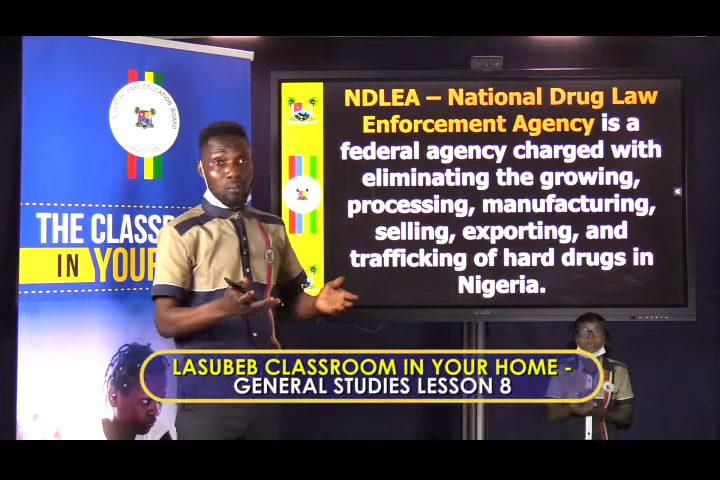 NDLEA – National Drug Law
Enforcement Agency is a
federal agency charged with
eliminating the growing,
processing, manufacturing,
selling, exporting, and
trafficking of hard drugs in
Nigeria.
THE CLASS
IN YOUR
LASUBEB CLASSROOM IN YOUR HOME -
GENERAL STUDIES LESSON 8